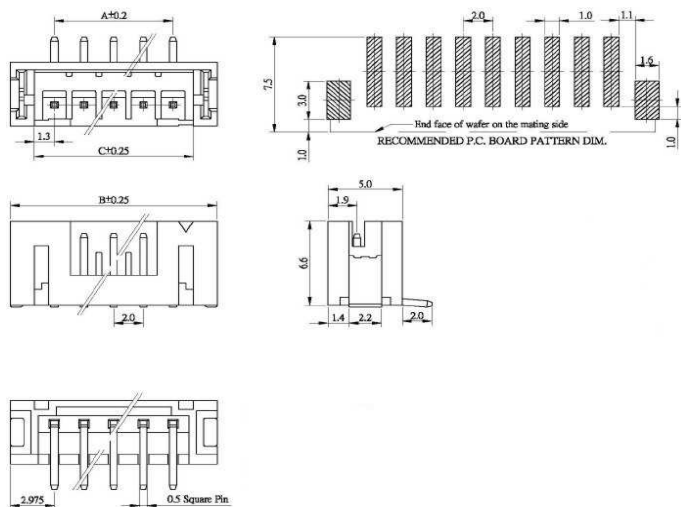 A±0.2
1.3
C±0.25
2.0
1.0
1.1
7.5
3.0
1.6
1.0
1.0
End face of wafer on the mating side
RECOMMENDED P.C. BOARD PATTERN DIM.
B±0.25
2.0
5.0
1.9
6.6
1.4
2.2
2.0
2.975
0.5 Square Pin